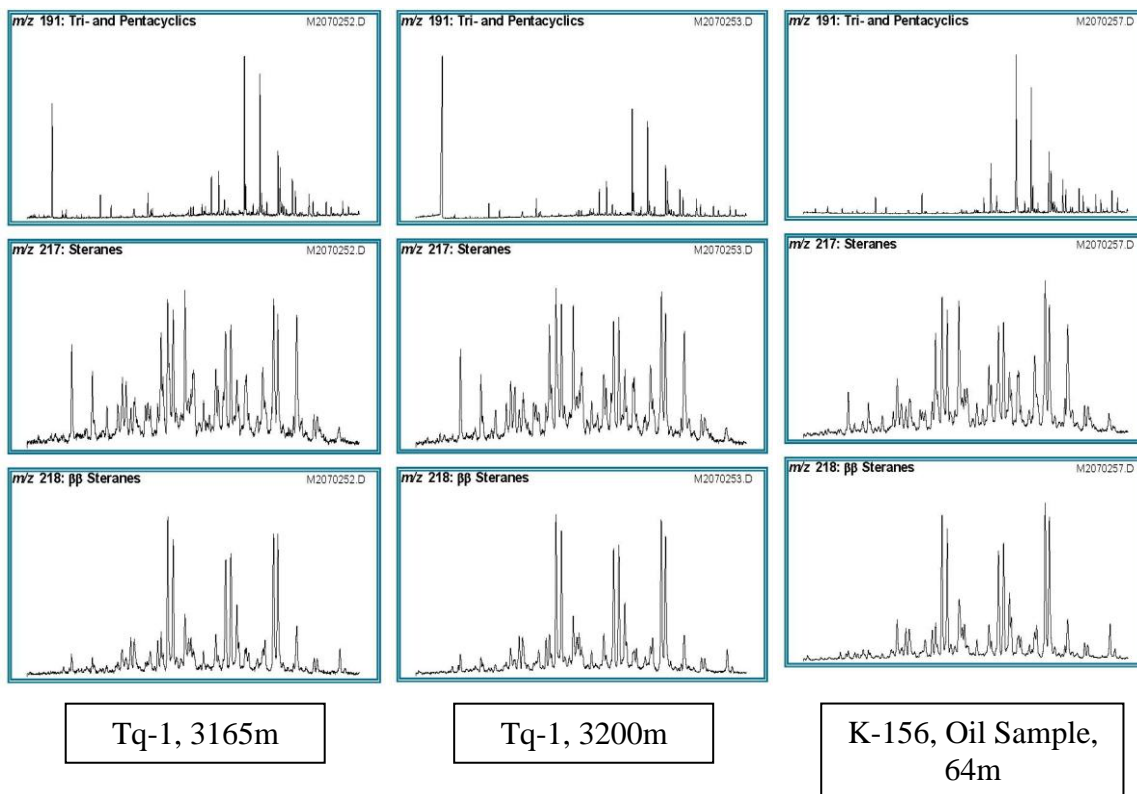 m/z 191: Tri- and Pentacyclics M2070252.D
m/z 191: Tri- and Pentacyclics M2070253.D
m/z 191: Tri- and Pentacyclics M2070257.D
m/z 217: Steranes M2070252.D
m/z 217: Steranes M2070253.D
m/z 217: Steranes M2070257.D
m/z 218: ββ Steranes M2070252.D
m/z 218: ββ Steranes M2070253.D
m/z 218: ββ Steranes M2070257.D
Tq-1, 3165m
Tq-1, 3200m
K-156, Oil Sample,
64m